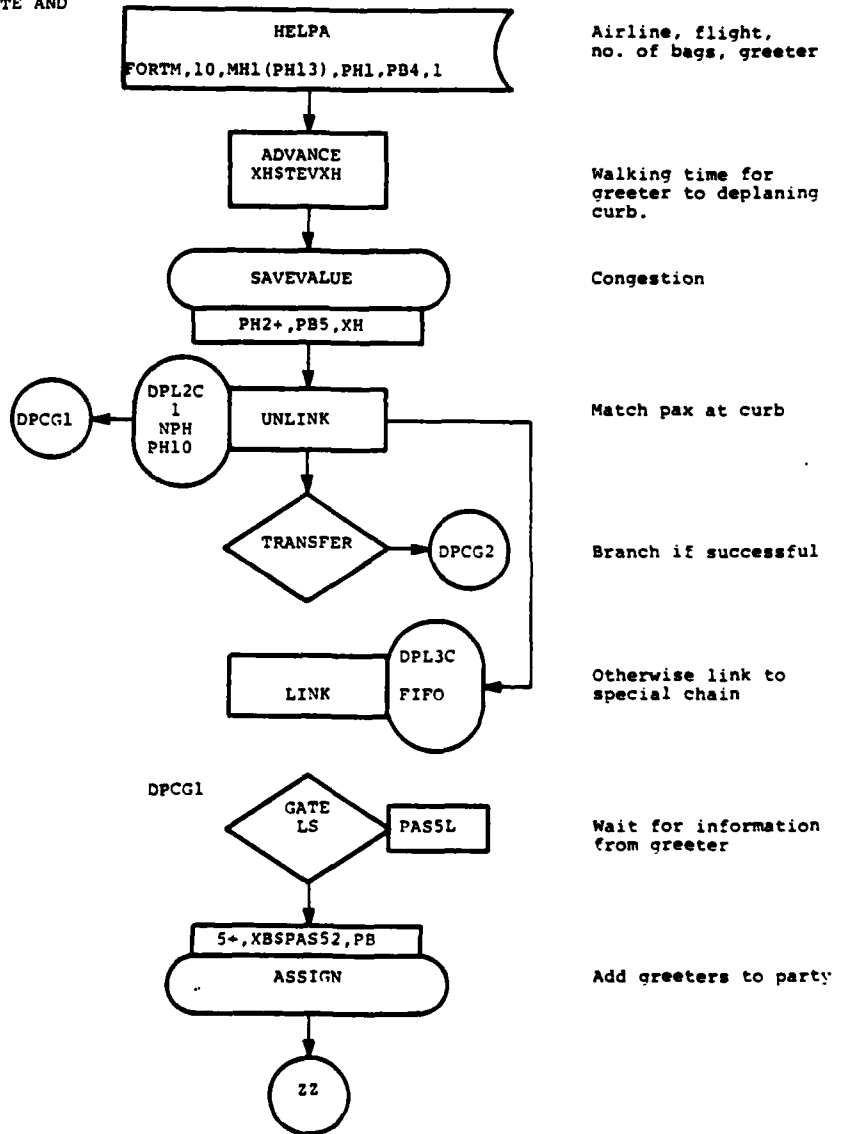 TE AND
HELPA
FORTM,10,MH1(PH13),PH1,PB4,1
Airline, flight,
no. of bags, greeter
ADVANCE
XH$TEVXH
Walking time for
greeter to deplaning
curb.
SAVEVALUE
PH2+,PB5,XH
Congestion
DPCG1
DPL2C
1
NPH
PH10
UNLINK
Match pax at curb
TRANSFER
DPCG2
Branch if successful
LINK
DPL3C
FIFO
Otherwise link to
special chain
DPCG1
GATE
LS
PAS5L
Wait for information
from greeter
5+,XB$PAS52,PB
ASSIGN
Add greeters to party
ZZ